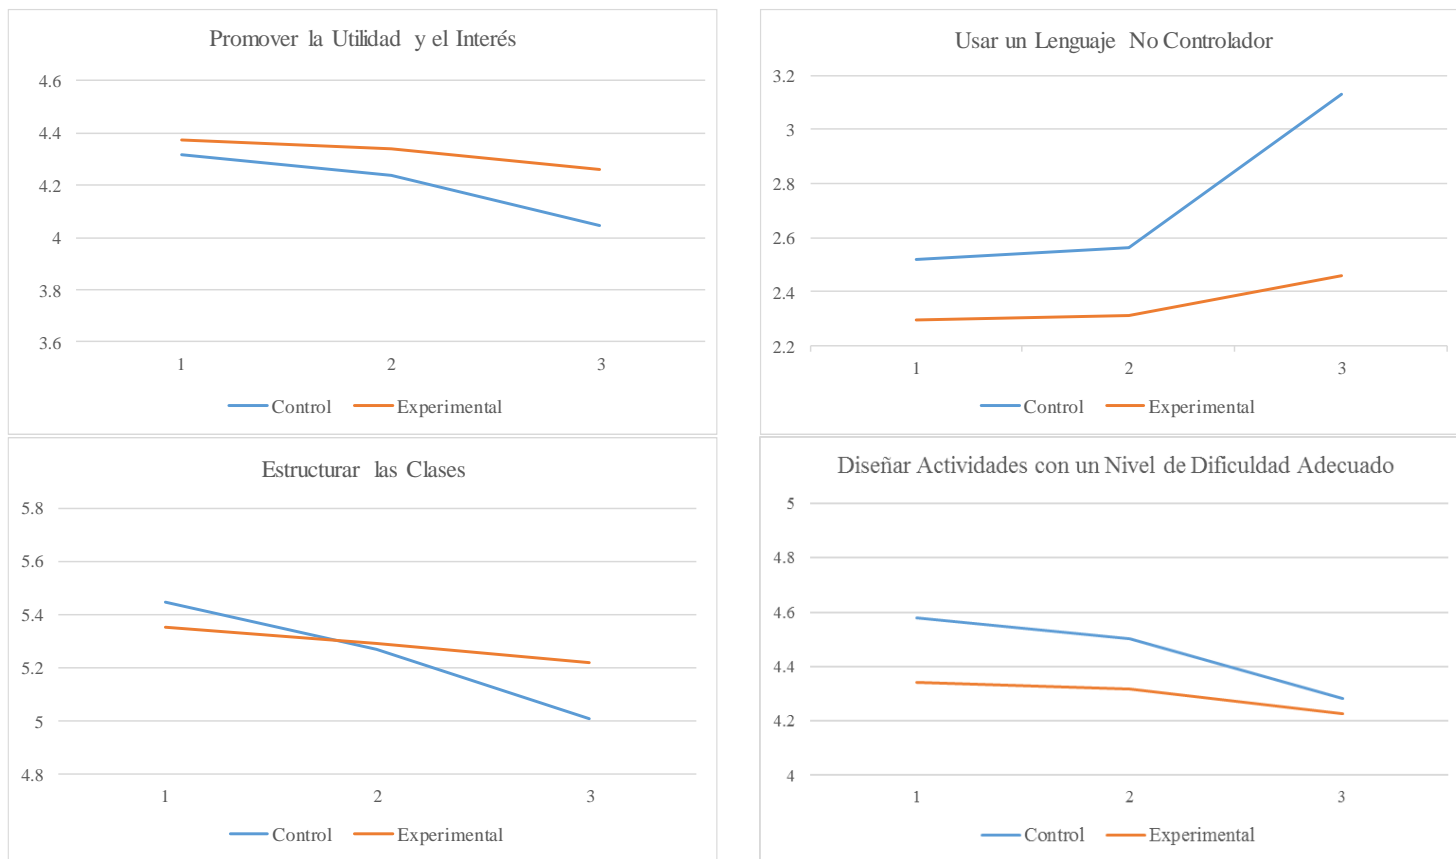 Promover la Utilidad y el Interés
4.6
4.4
4.2
4
3.8
3.6
1 2 3
Control Experimental
Usar un Lenguaje No Controlador
3.2
3
2.8
2.6
2.4
2.2
1 2 3
Control Experimental
Estructurar las Clases
5.8
5.6
5.4
5.2
5
4.8
1 2 3
Control Experimental
Diseñar Actividades con un Nivel de Dificuldad Adecuado
5
4.8
4.6
4.4
4.2
4
1 2 3
Control Experimental